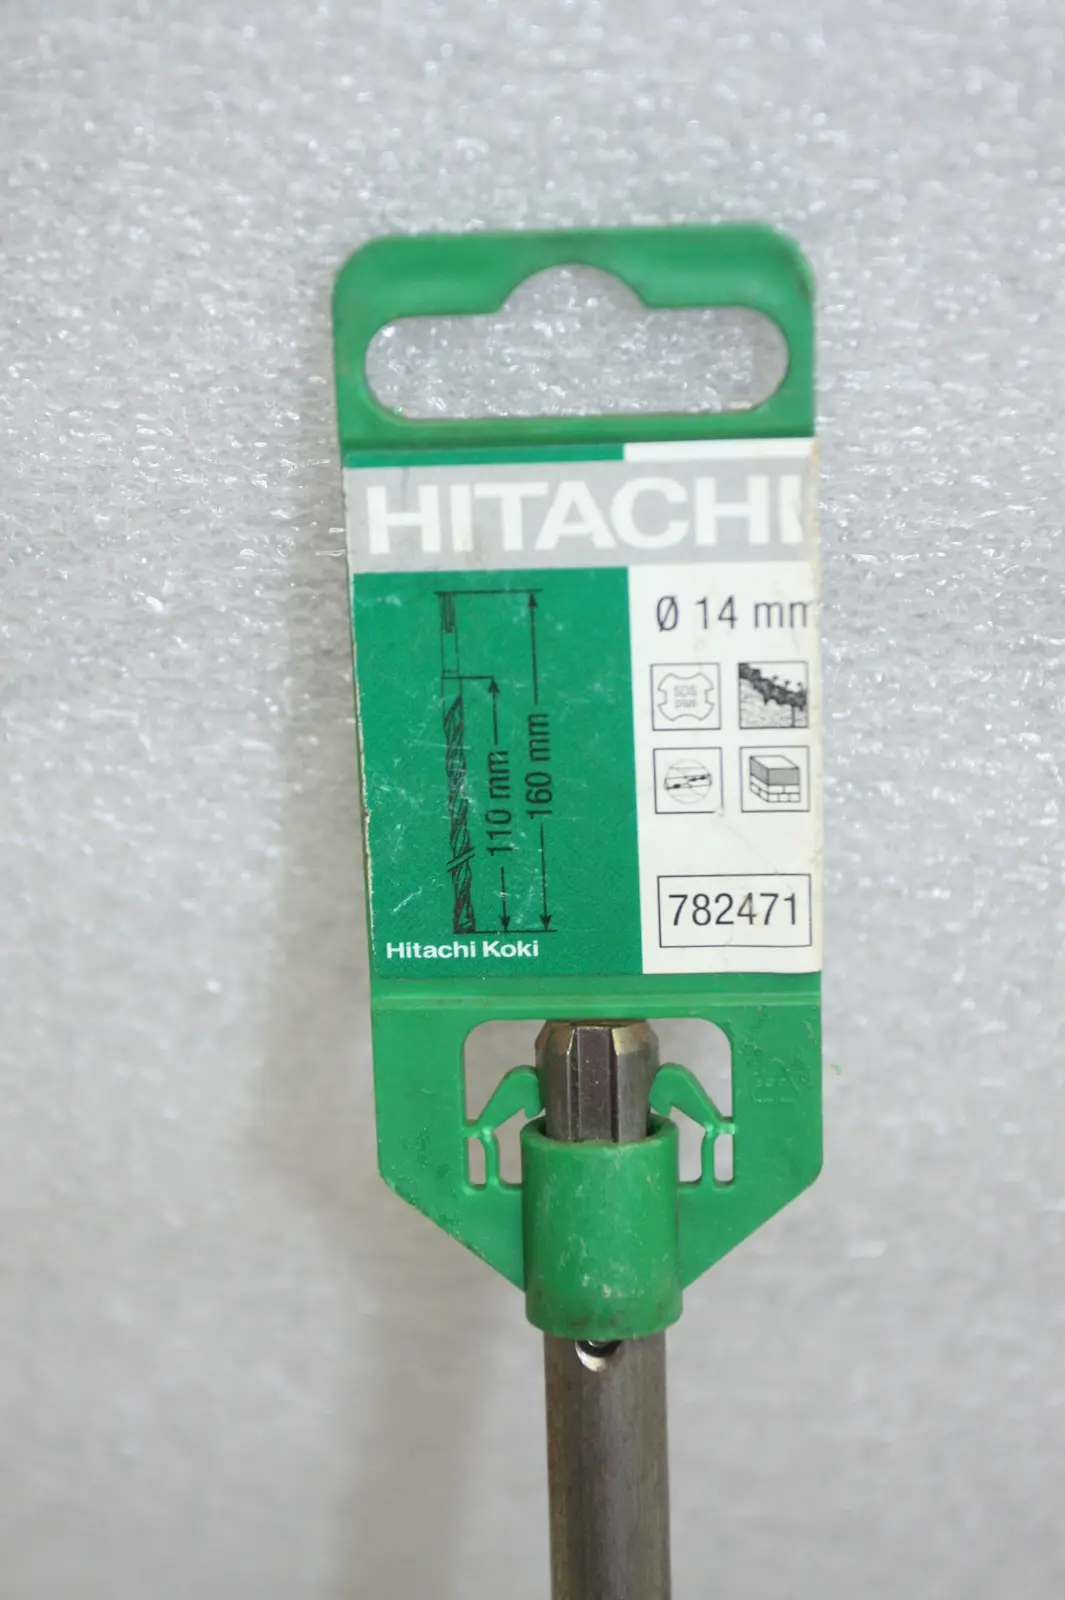 HITACHI
Ø 14 mm
SDS
plus
110 mm
160 mm
782471
Hitachi Koki